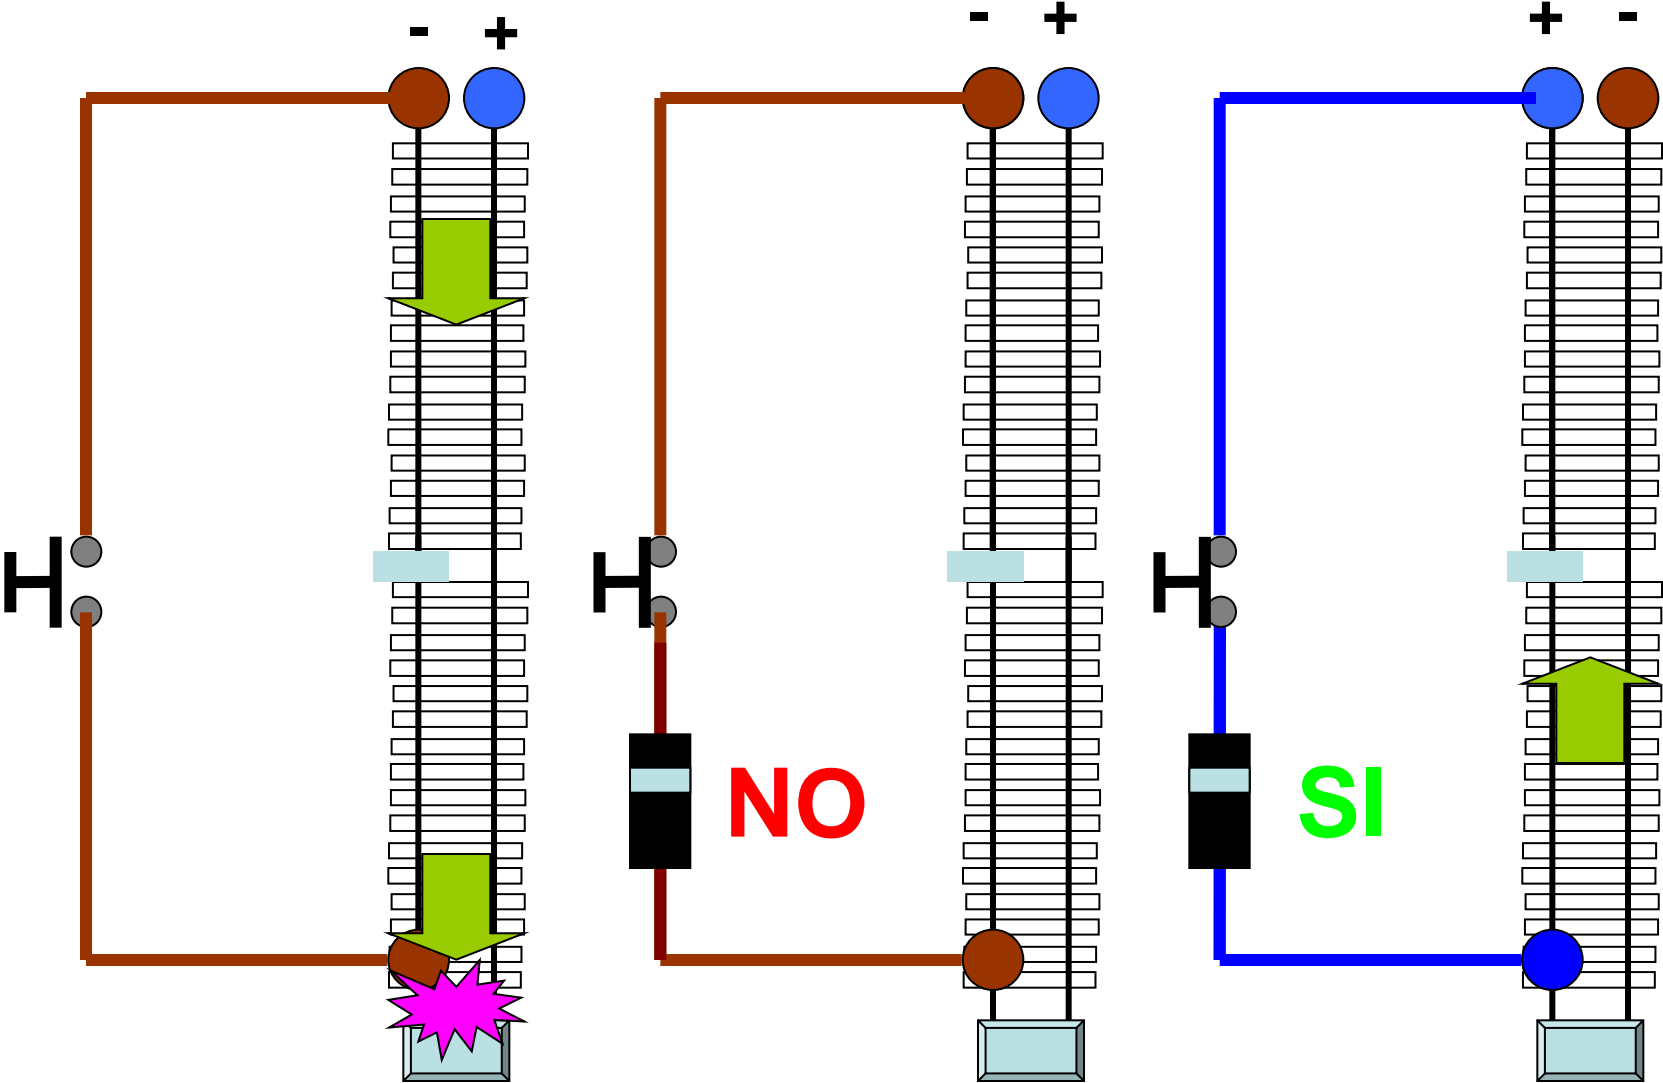 - +
- +
+ -
NO
SI